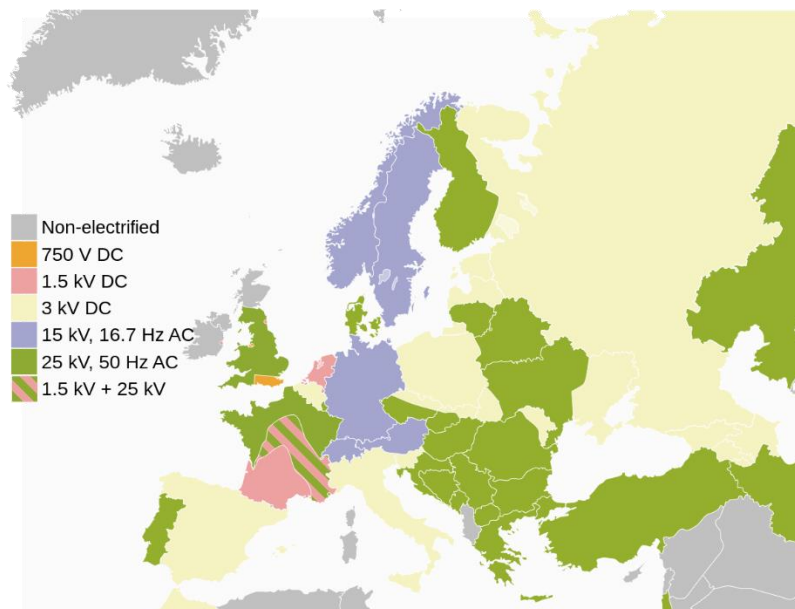 Non-electrified
750 V DC
1.5 kV DC
3 kV DC
15 kV, 16.7 Hz AC
25 kV, 50 Hz AC
1.5 kV + 25 kV